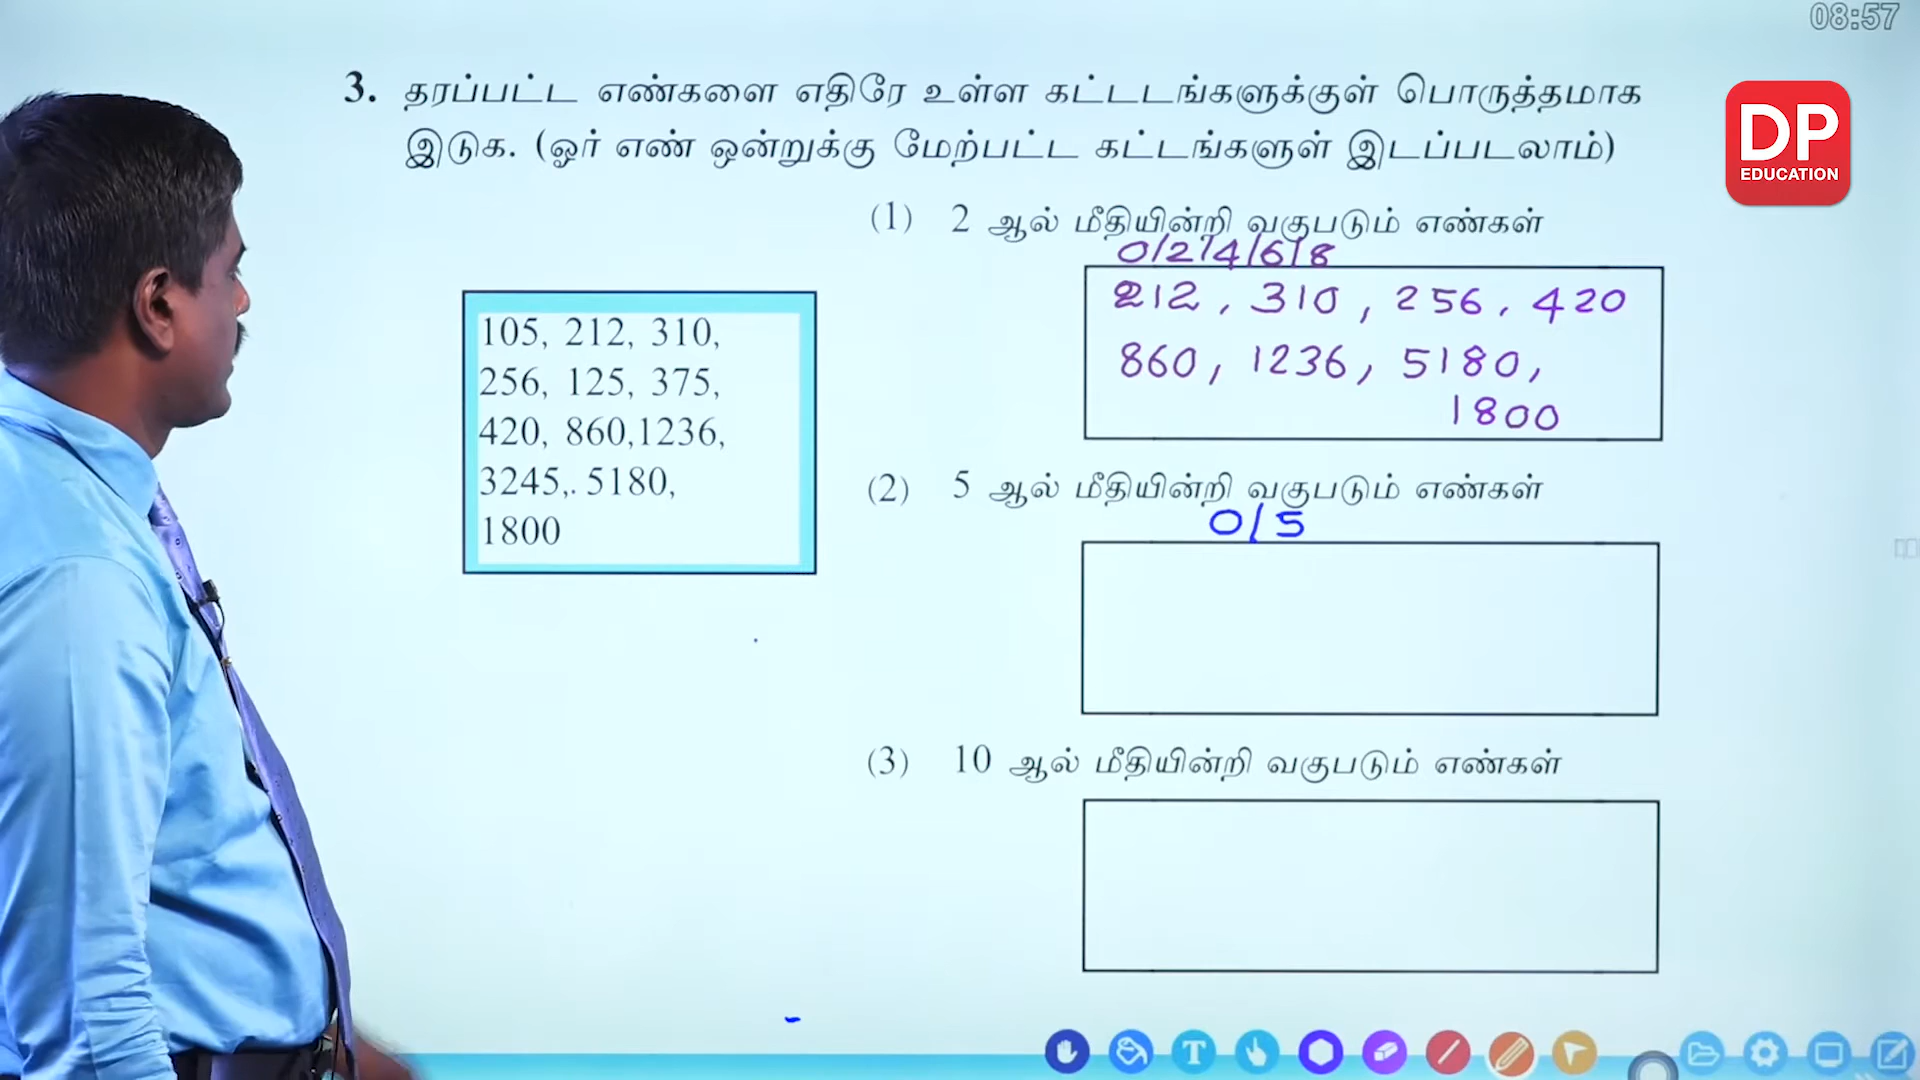 08:57
3. தரப்பட்ட எண்களை எதிரே உள்ள கட்டடங்களுக்குள் பொருத்தமாக
இடுக. (ஓர் எண் ஒன்றுக்கு மேற்பட்ட கட்டங்களுள் இடப்படலாம்)
DP
EDUCATION
(1) 2 ஆல் மீதியின்றி வகுபடும் எண்கள்
0/2/4/6/8
212, 310, 256, 420
860, 1236, 5180,
1800
105, 212, 310,
256, 125, 375,
420, 860,1236,
3245,. 5180,
1800
(2) 5 ஆல் மீதியின்றி வகுபடும் எண்கள்
0/5
(3) 10 ஆல் மீதியின்றி வகுபடும் எண்கள்
T